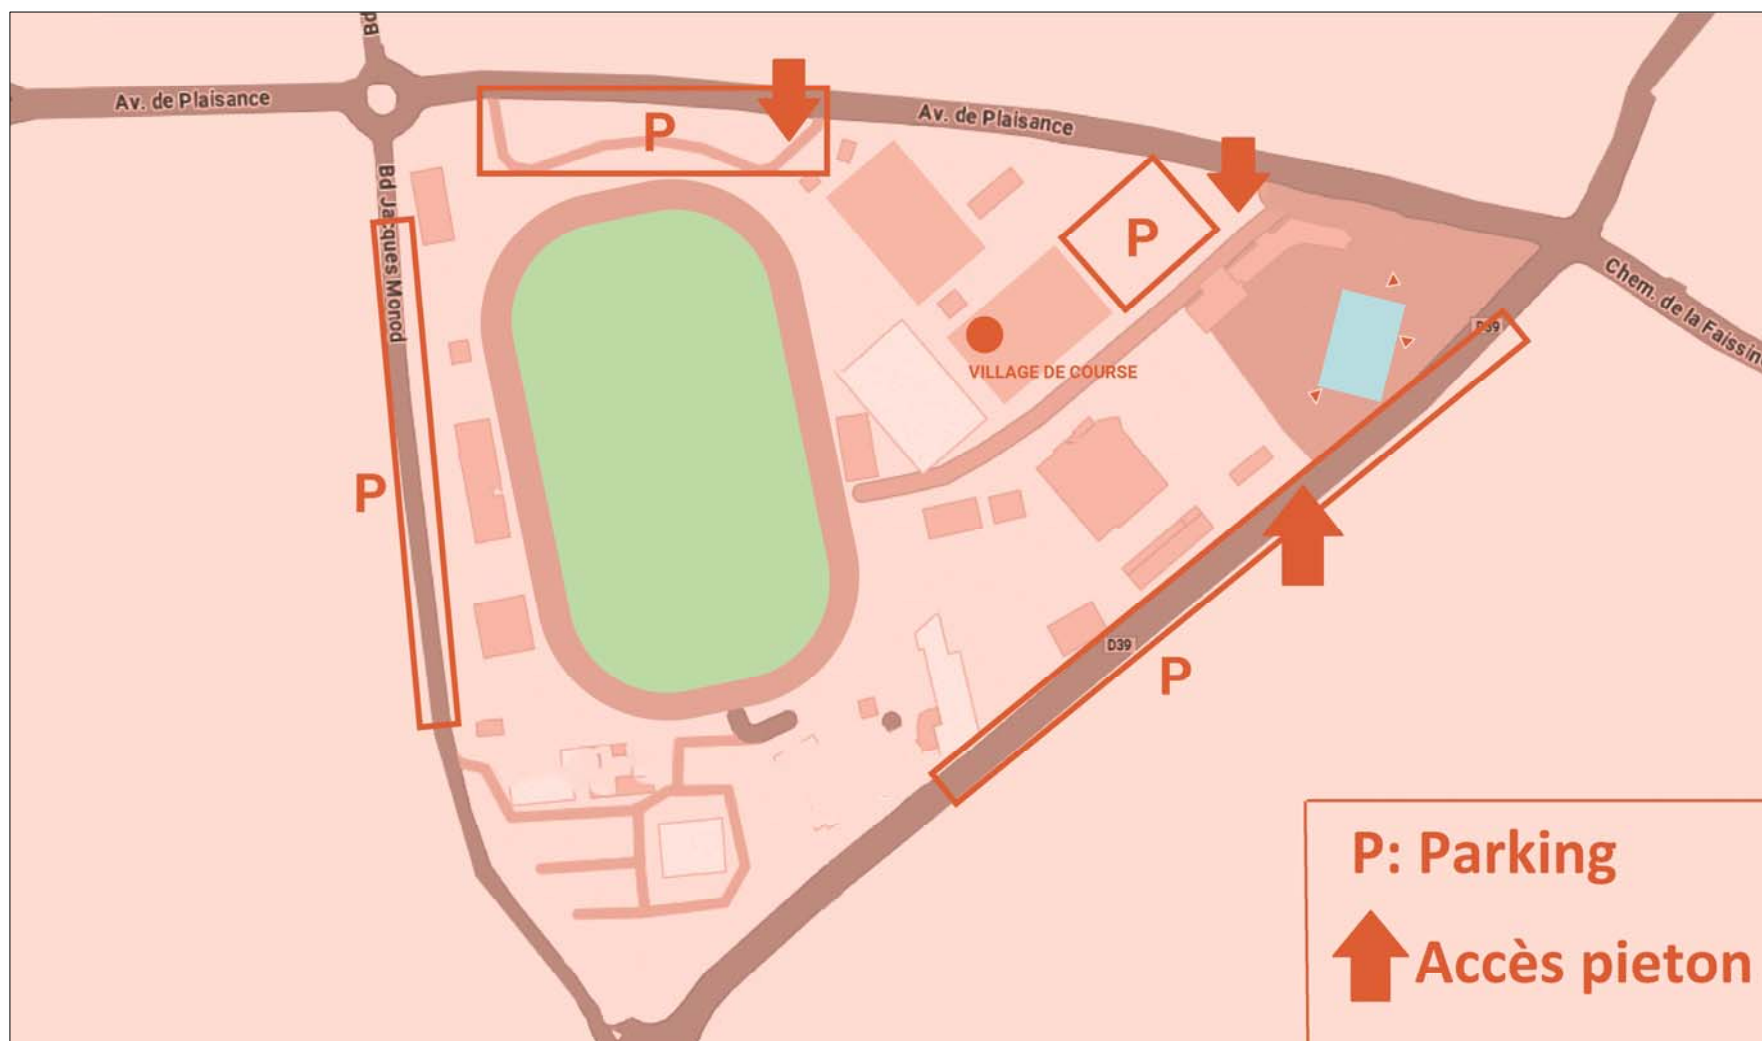 Bd
Av. de Plaisance
Av. de Plaisance
P
Bd Jacques Monod
P
Chem. de la Faissin
D39
VILLAGE DE COURSE
P
D39
P
P: Parking
Accès pieton